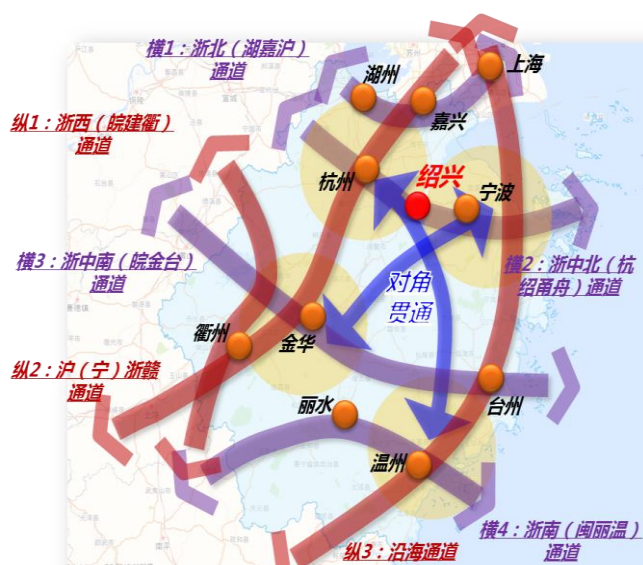 横1：浙北（湖嘉沪）
通道
上海
湖州
嘉兴
纵1：浙西（皖建衢）
通道
杭州
绍兴
宁波
横3：浙中南（皖金台）
通道
对角
贯通
横2：浙中北（杭
绍甬舟）通道
衢州
金华
纵2：沪（宁）浙赣
通道
丽水
台州
温州
横4：浙南（闽丽温）
通道
纵3：沿海通道